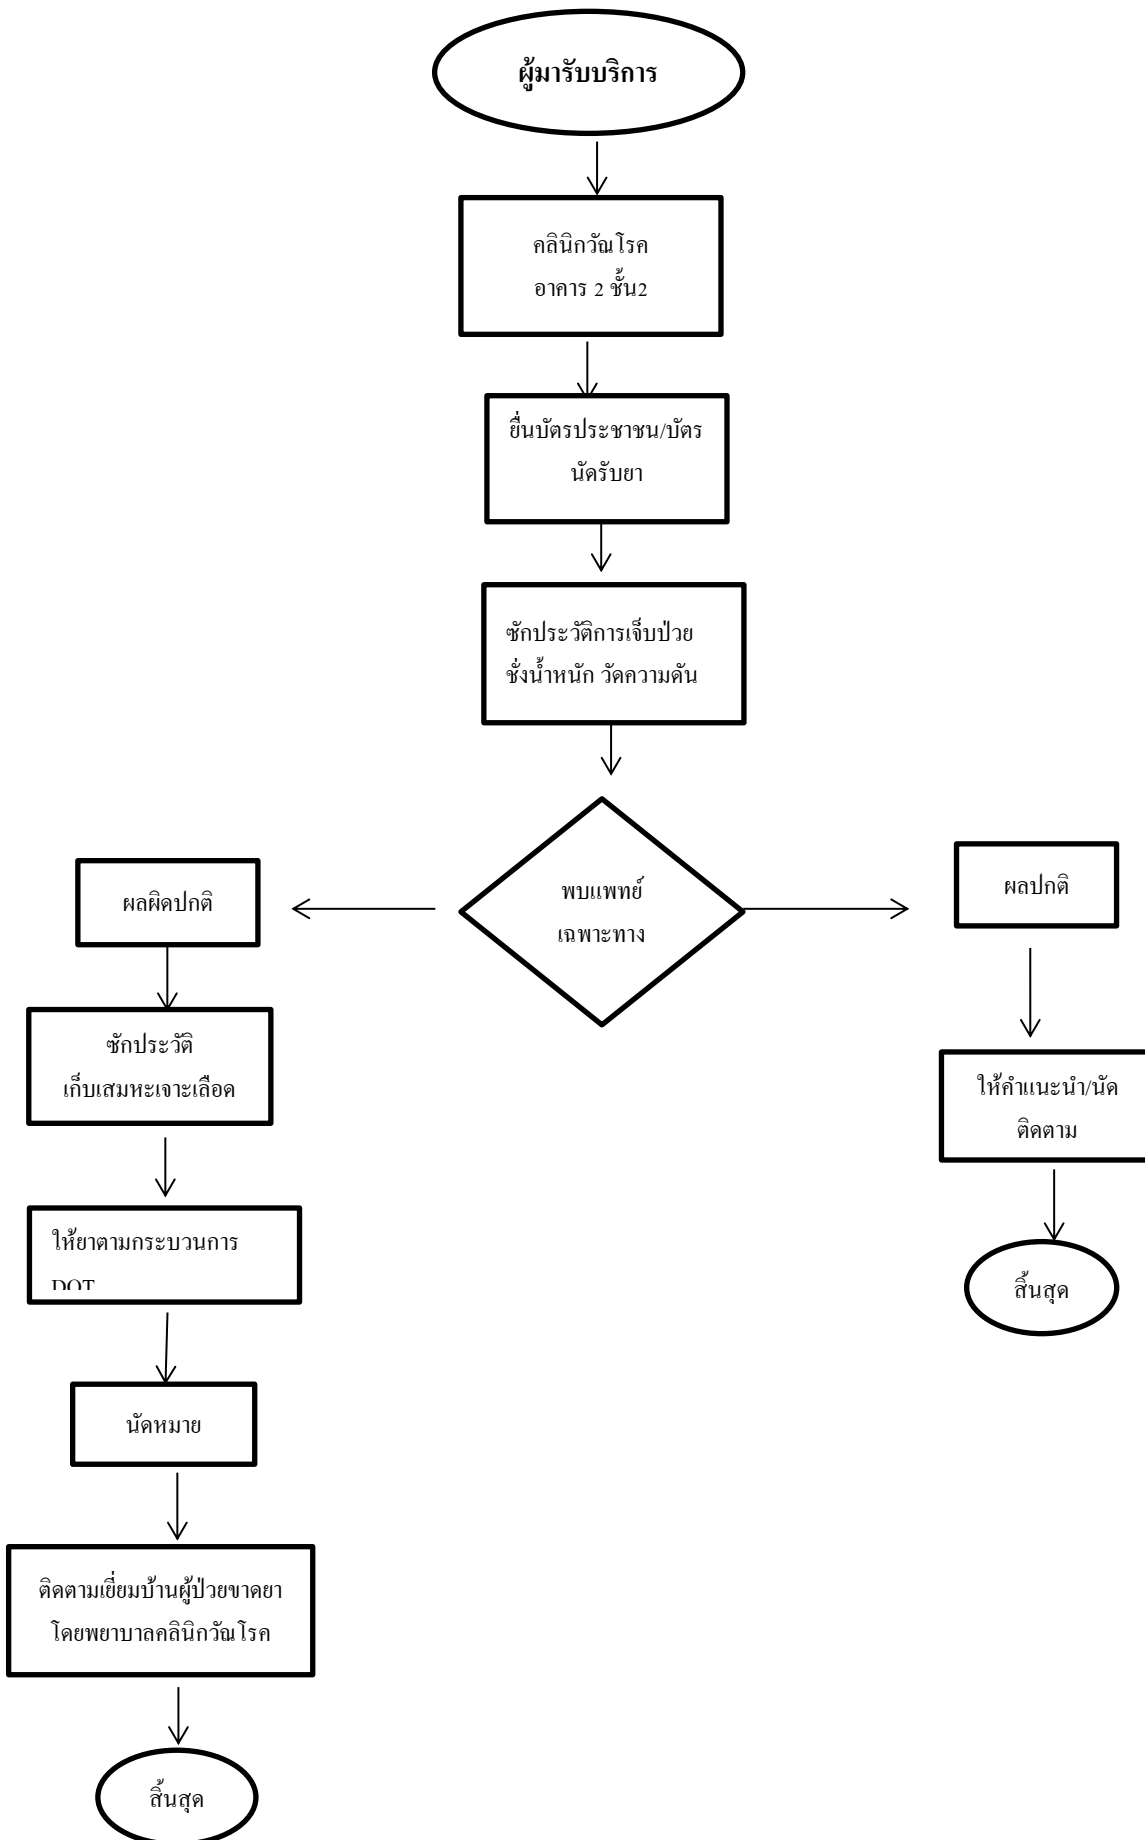 ผู้มารับบริการ
คลินิกวัณโรค
อาคาร 2 ชั้น2
ยื่นบัตรประชาชน/บัตร
นัดรับยา
ซักประวัติการเจ็บป่วย
ชั่งน้ำหนัก วัดความดัน
พบแพทย์
เฉพาะทาง
ผลผิดปกติ
ซักประวัติ
เก็บเสมหะเจาะเลือด
ให้ยาตามกระบวนการ
DOT
นัดหมาย
ติดตามเยี่ยมบ้านผู้ป่วยขาดยา
โดยพยาบาลคลินิกวัณโรค
สิ้นสุด
ผลปกติ
ให้คำแนะนำ/นัด
ติดตาม
สิ้นสุด